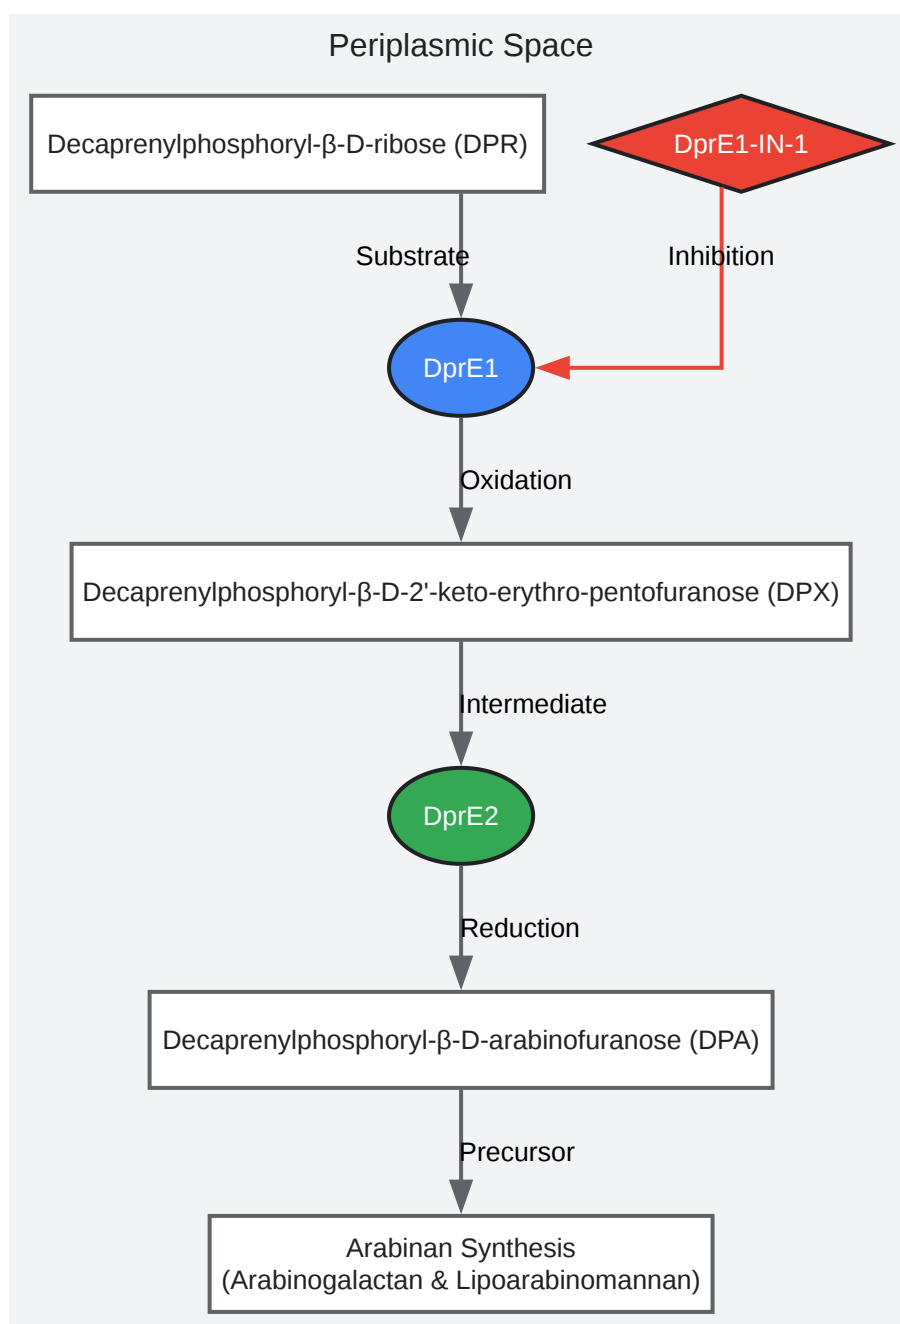 Periplasmic Space
Decaprenylphosphoryl-β-D-ribose (DPR)
DprE1-IN-1
Substrate
Inhibition
DprE1
Oxidation
Decaprenylphosphoryl-β-D-2'-keto-erythro-pentofuranose (DPX)
Intermediate
DprE2
Reduction
Decaprenylphosphoryl-β-D-arabinofuranose (DPA)
Precursor
Arabinan Synthesis
(Arabinogalactan & Lipoarabinomannan)